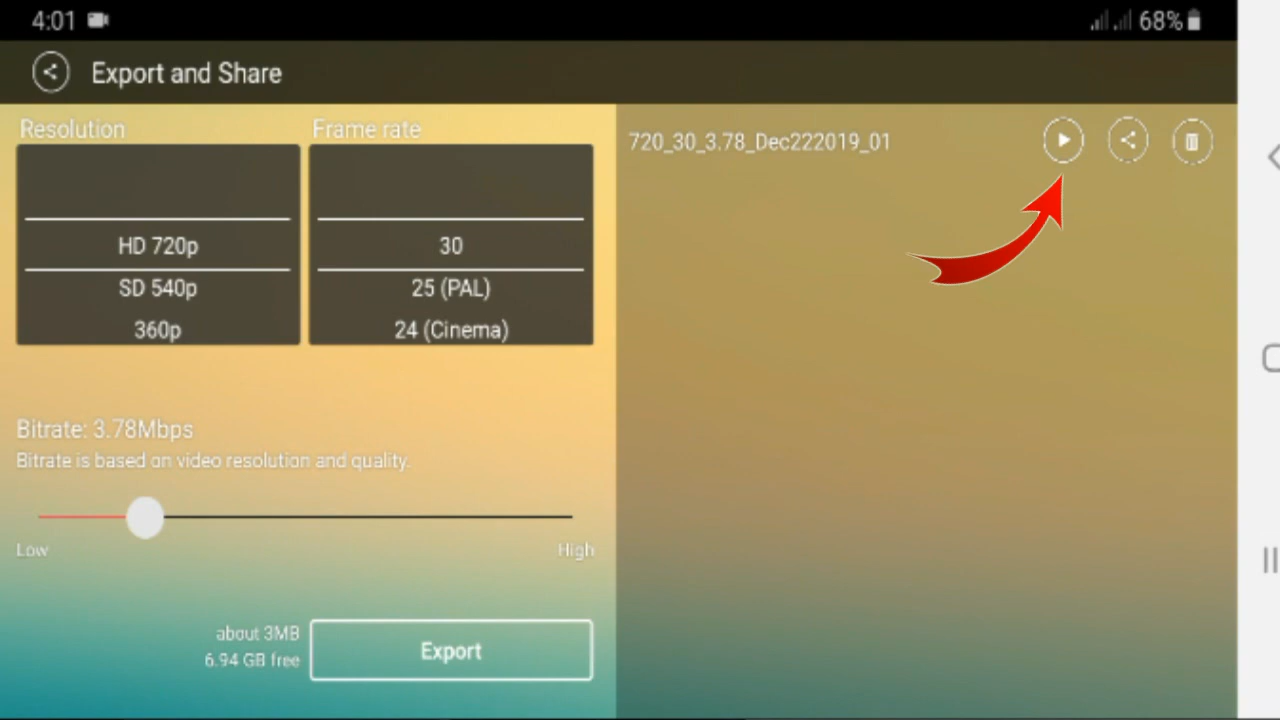 4:01
68%
Export and Share
Resolution
Frame rate
HD 720p
SD 540p
360p
30
25 (PAL)
24 (Cinema)
Bitrate: 3.78Mbps
Bitrate is based on video resolution and quality.
Low
High
about 3MB
6.94 GB free
Export
720_30_3.78_Dec222019_01